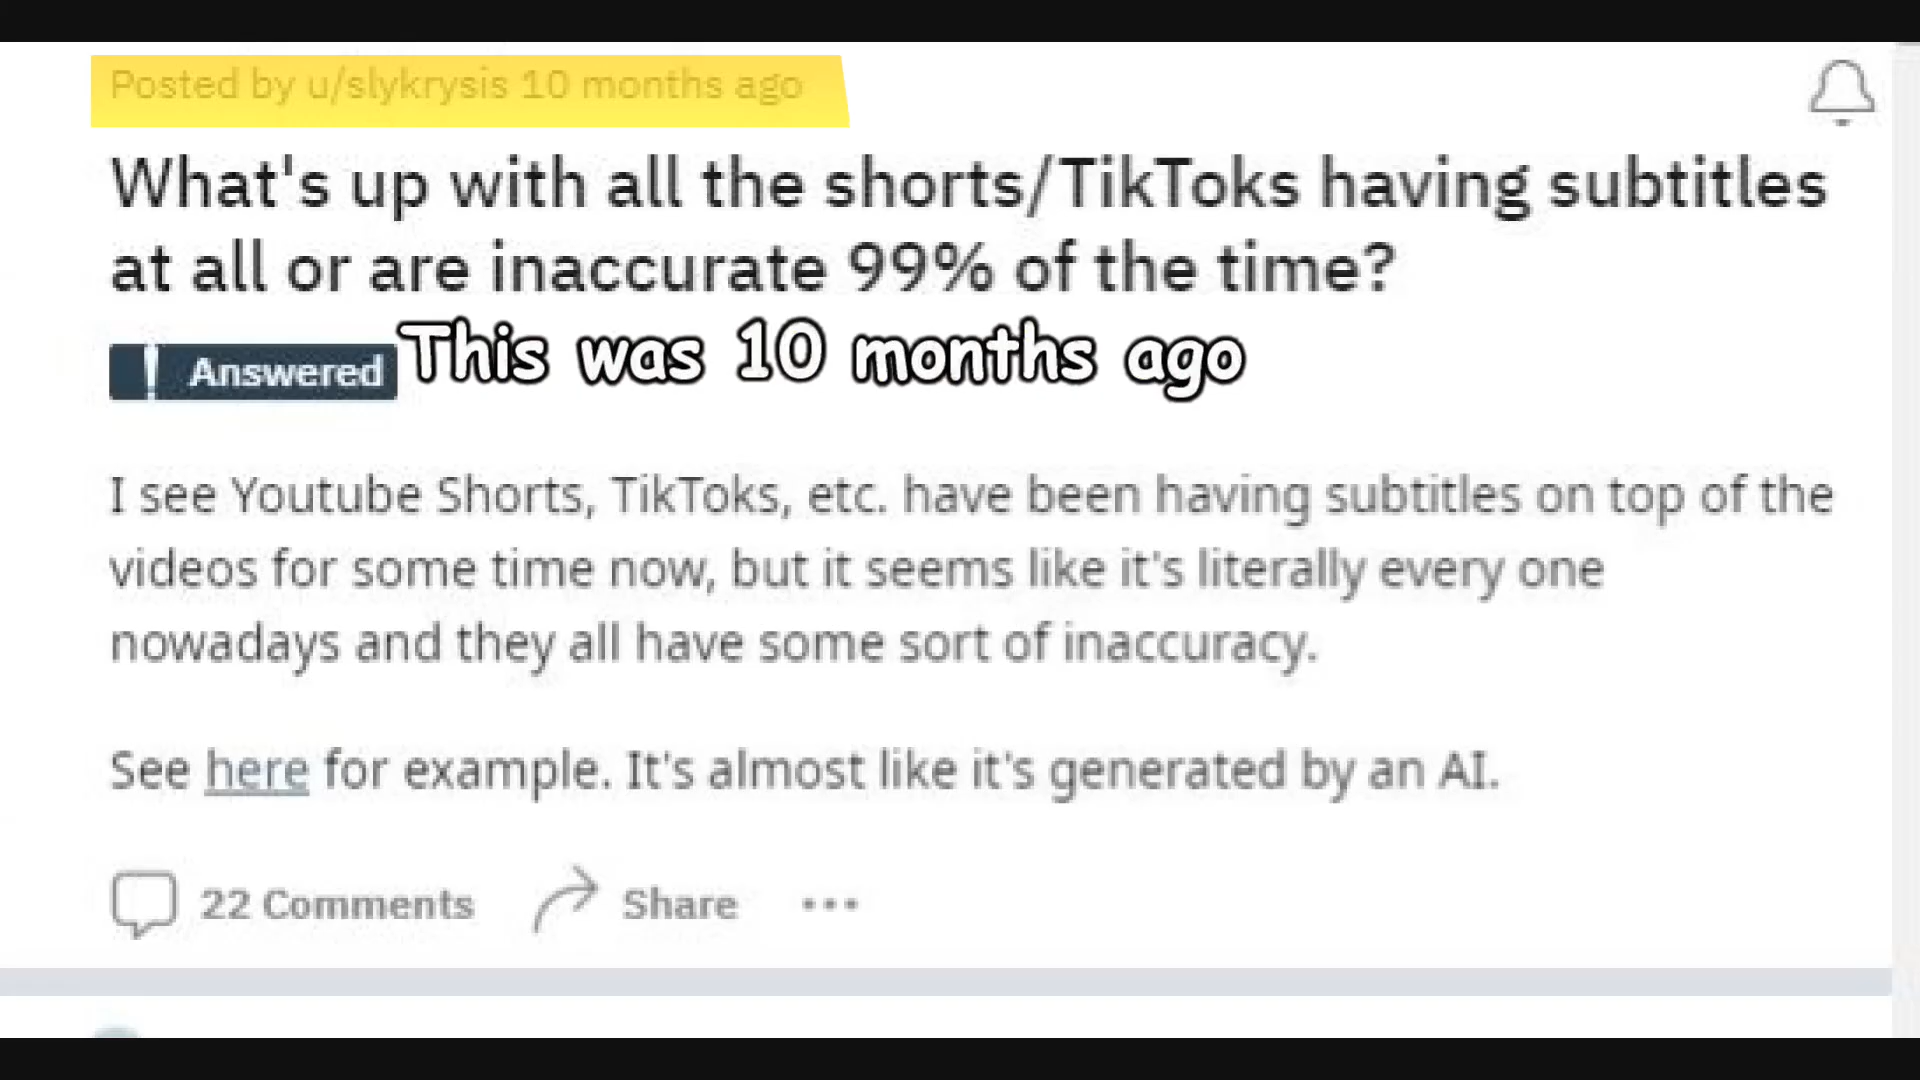 Posted by u/slykrysis 10 months ago
What's up with all the shorts/TikToks having subtitles
at all or are inaccurate 99% of the time?
! Answered
This was 10 months ago
I see Youtube Shorts, TikToks, etc. have been having subtitles on top of the
videos for some time now, but it seems like it's literally every one
nowadays and they all have some sort of inaccuracy.
See here for example. It's almost like it's generated by an AI.
22 Comments Share ...